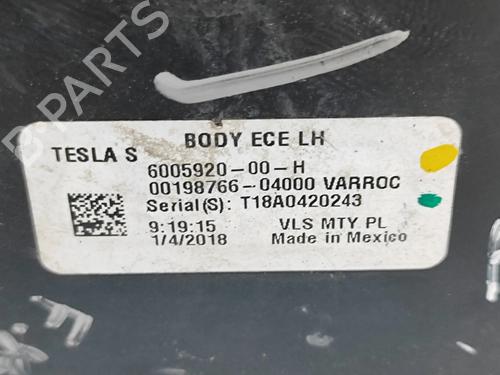 BODY ECE LH
TESLA S
6005920-00-H
00198766-04000 VARROC
Serial(S): T18A0420243
9:19:15 VLS MTY PL
1/4/2018 Made in Mexico
B-PARTS